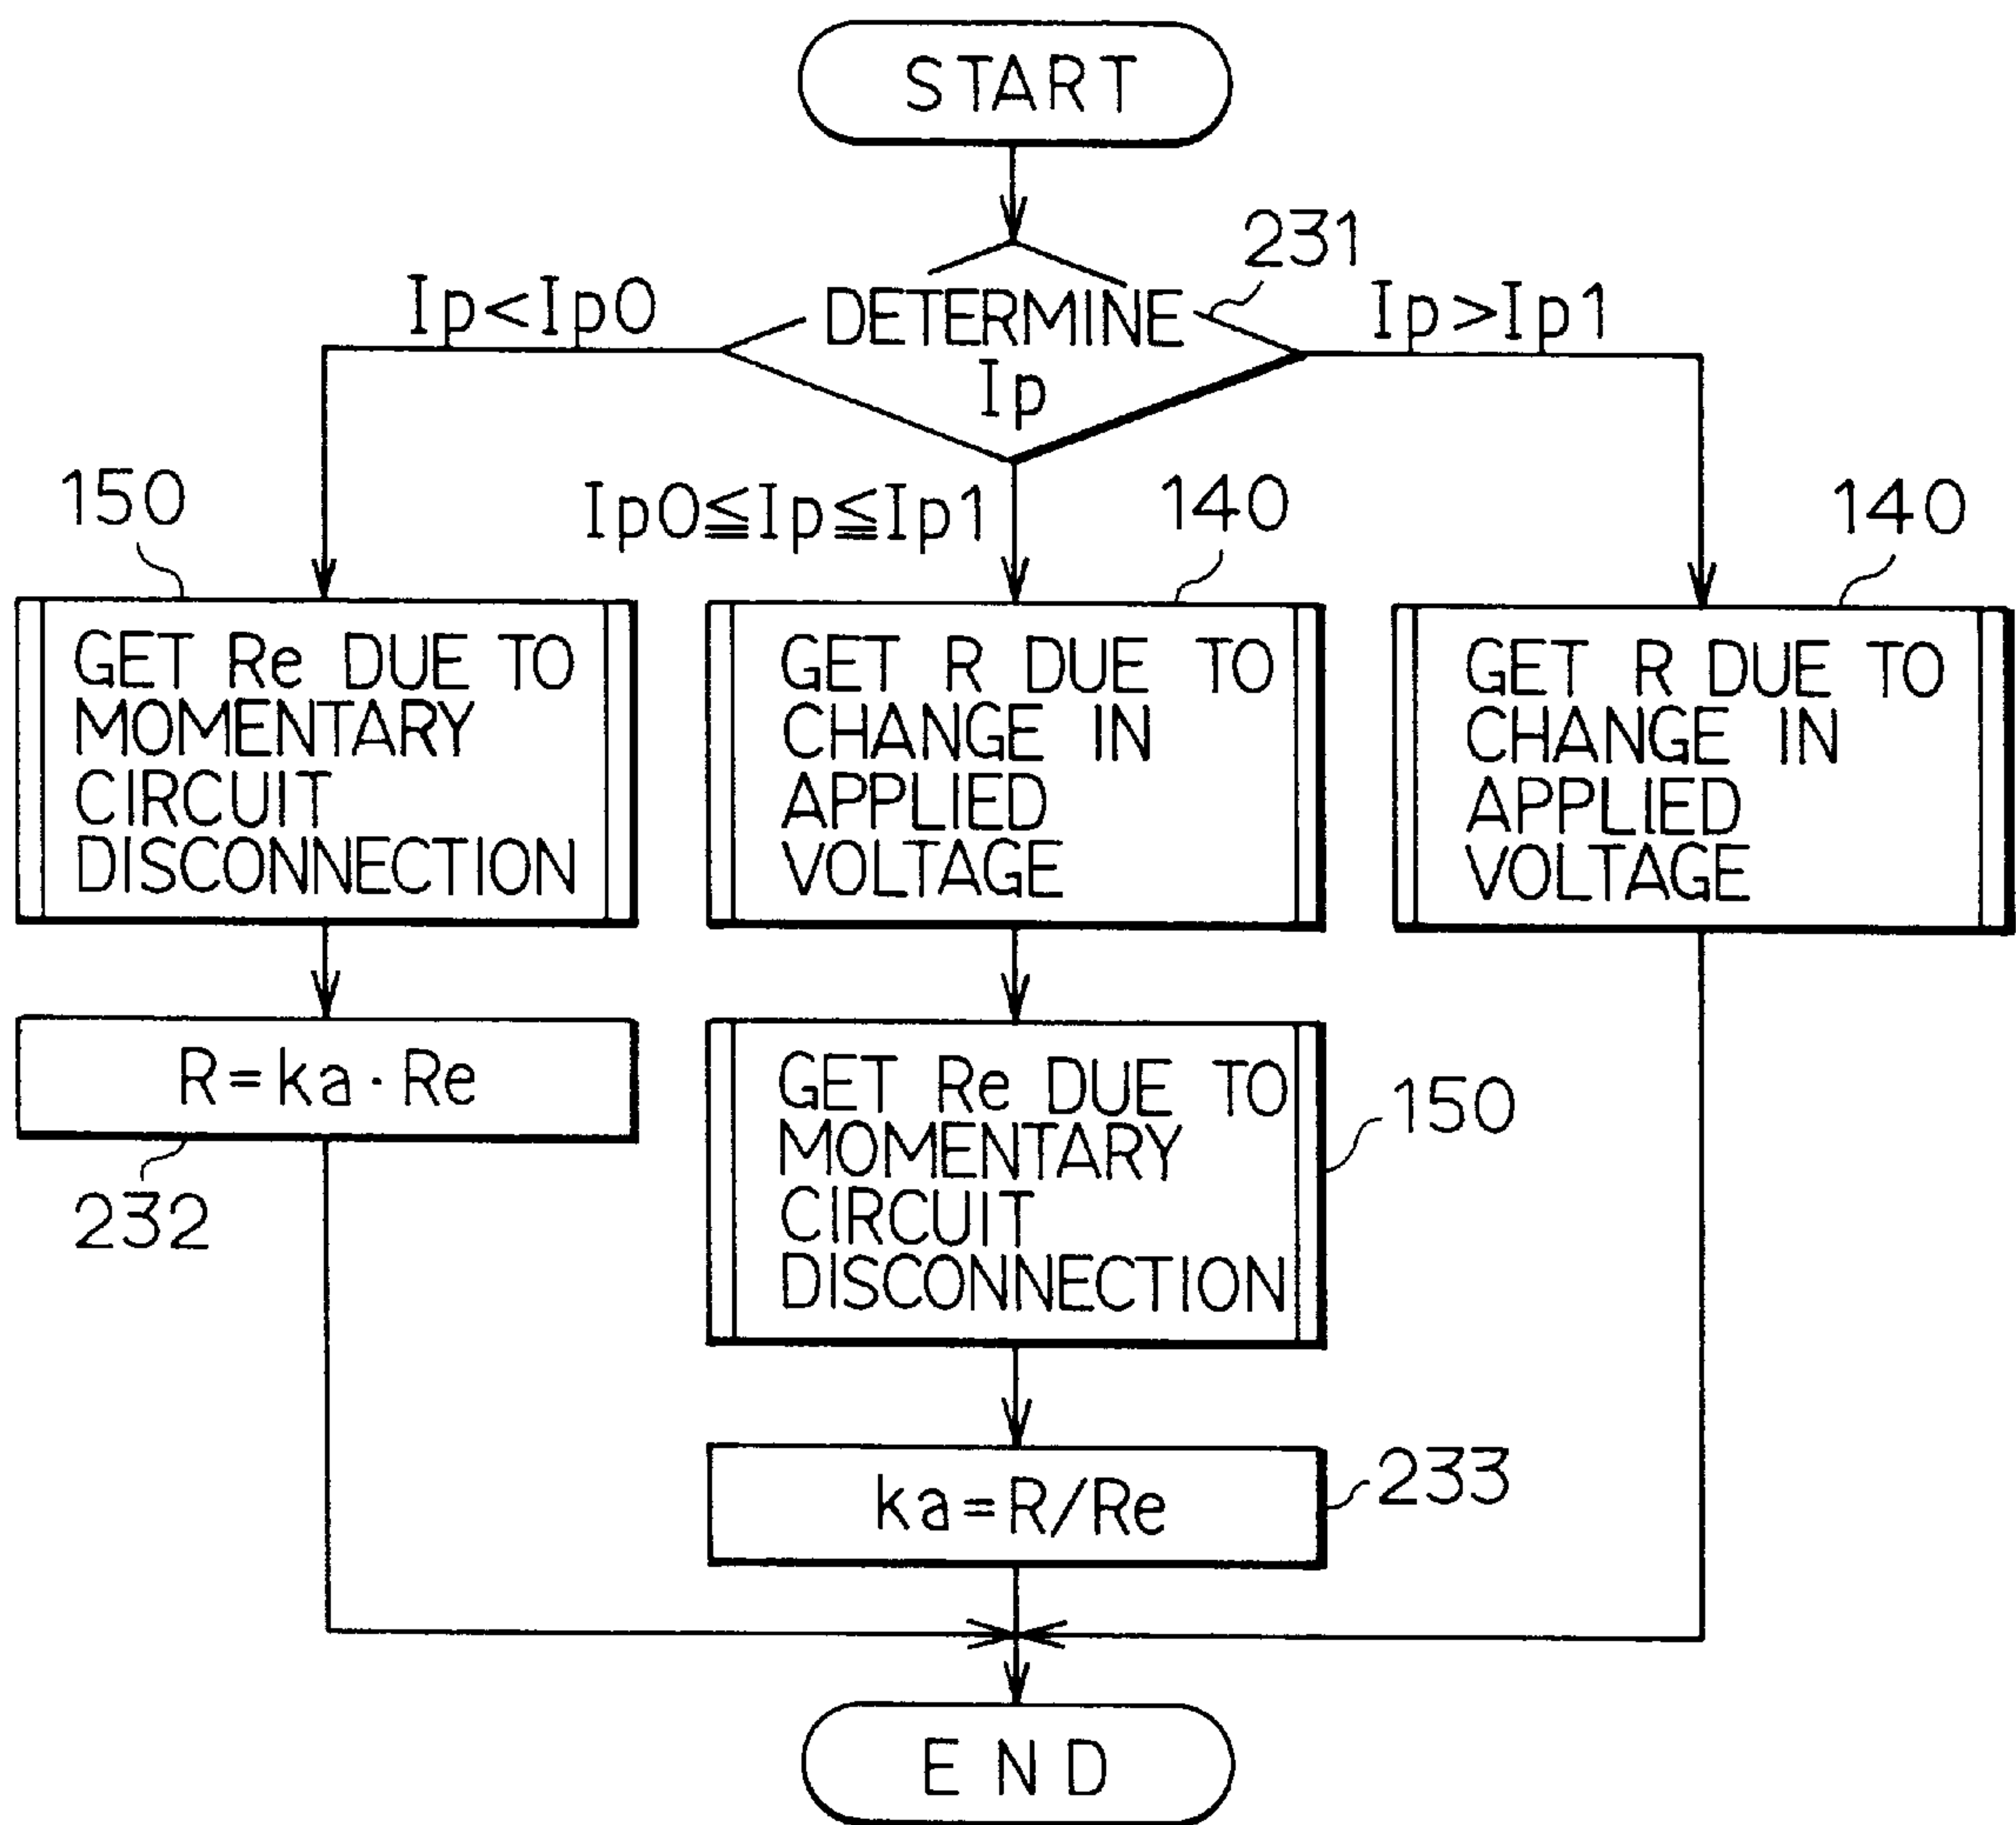 START
231
DETERMINE
Ip
Ip<Ip0
Ip>Ip1
Ip0≦Ip≦Ip1
150
GET Re DUE TO
MOMENTARY
CIRCUIT
DISCONNECTION
140
GET R DUE TO
CHANGE IN
APPLIED
VOLTAGE
140
GET R DUE TO
CHANGE IN
APPLIED
VOLTAGE
R=ka·Re
232
GET Re DUE TO
MOMENTARY
CIRCUIT
DISCONNECTION
150
ka=R/Re
233
END